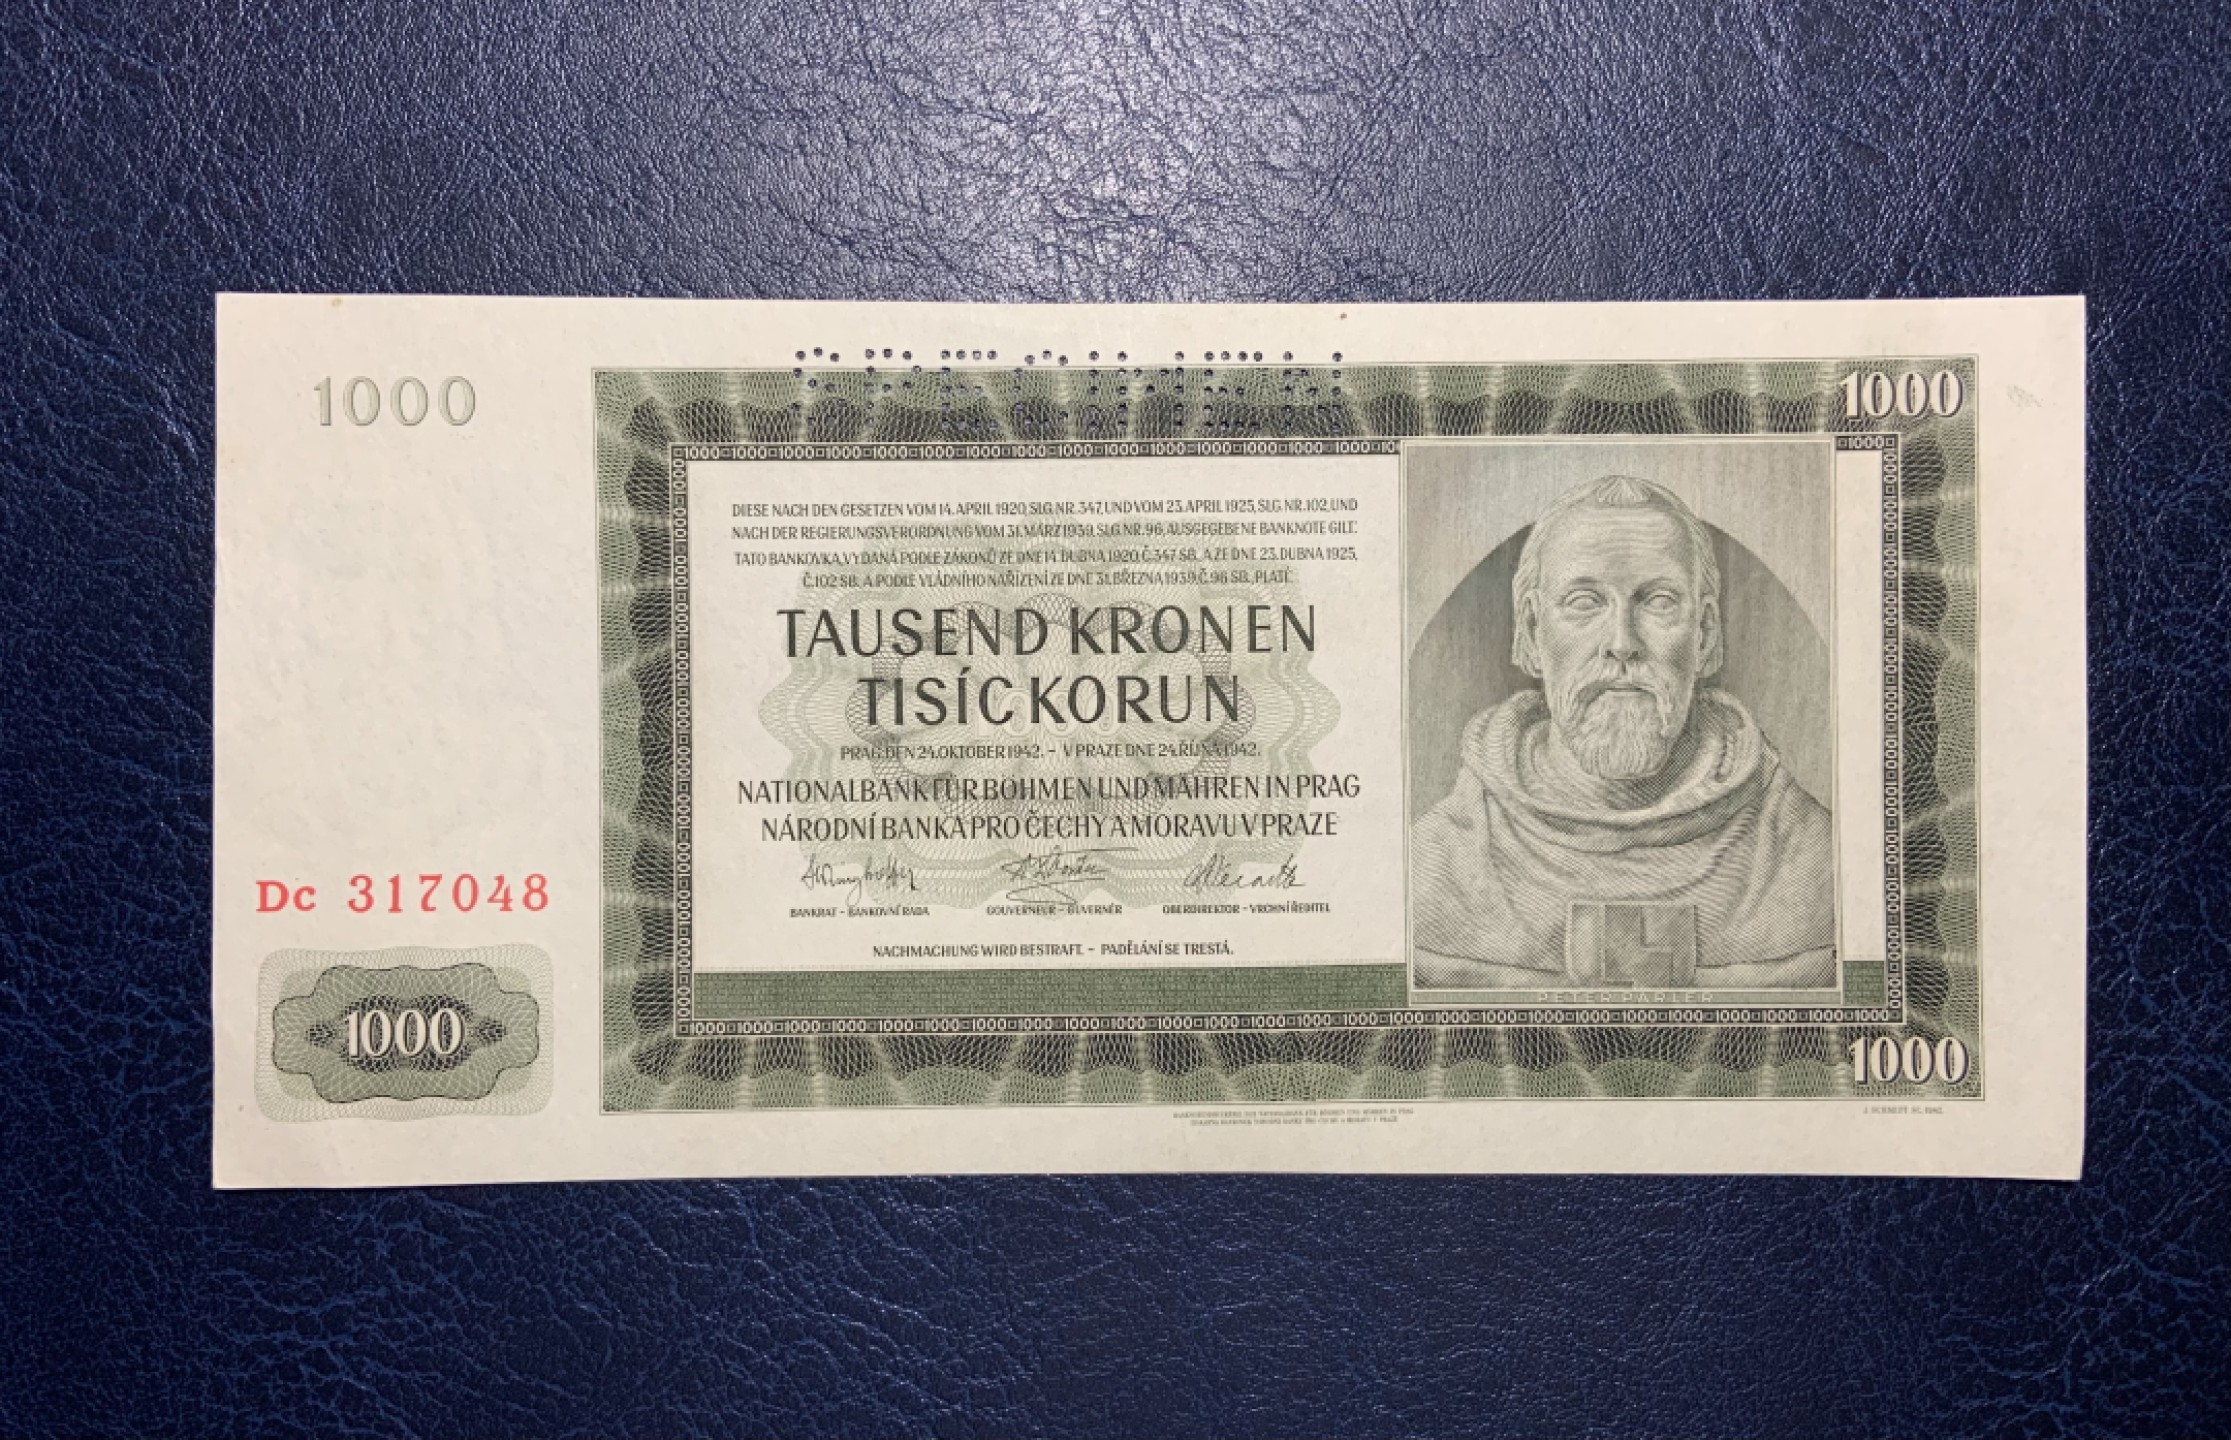 SPECIMEN
1000
1000
DIESE NACH DEN GESETZEN VOM 14. APRIL 1920, SLG. NR. 347, UND VOM 23. APRIL 1925, SLG. NR. 102, UND
NACH DER REGIERUNGSVERORDNUNG VOM 31. MÄRZ 1939, SLG. NR. 96, AUSGEGEBENE BANKNOTE GILT.
TATO BANKOVKA, VYDANÁ PODLE ZÁKONŮ ZE DNE 14. DUBNA 1920, Č. 347 SB. A ZE DNE 23. DUBNA 1925,
Č. 102 SB. A PODLE VLÁDNÍHO NAŘÍZENÍ ZE DNE 31. BŘEZNA 1939, Č. 96 SB., PLATÍ.
TAUSEND KRONEN
TISÍC KORUN
PRAG, DEN 24. OKTOBER 1942. – V PRAZE DNE 24. ŘÍJNA 1942.
NATIONALBANK FÜR BÖHMEN UND MÄHREN IN PRAG
NÁRODNÍ BANKA PRO ČECHY A MORAVU V PRAZE
BANKRAT – BANKOVNÍ RADA GOUVERNEUR – GUVERNÉR OBERDIREKTOR – VRCHNÍ ŘEDITEL
NACHMACHUNG WIRD BESTRAFT. – PADĚLÁNÍ SE TRESTÁ.
Dc 317048
1000
PETER PARLER
1000
J. SCHMIDT SC. 1942.